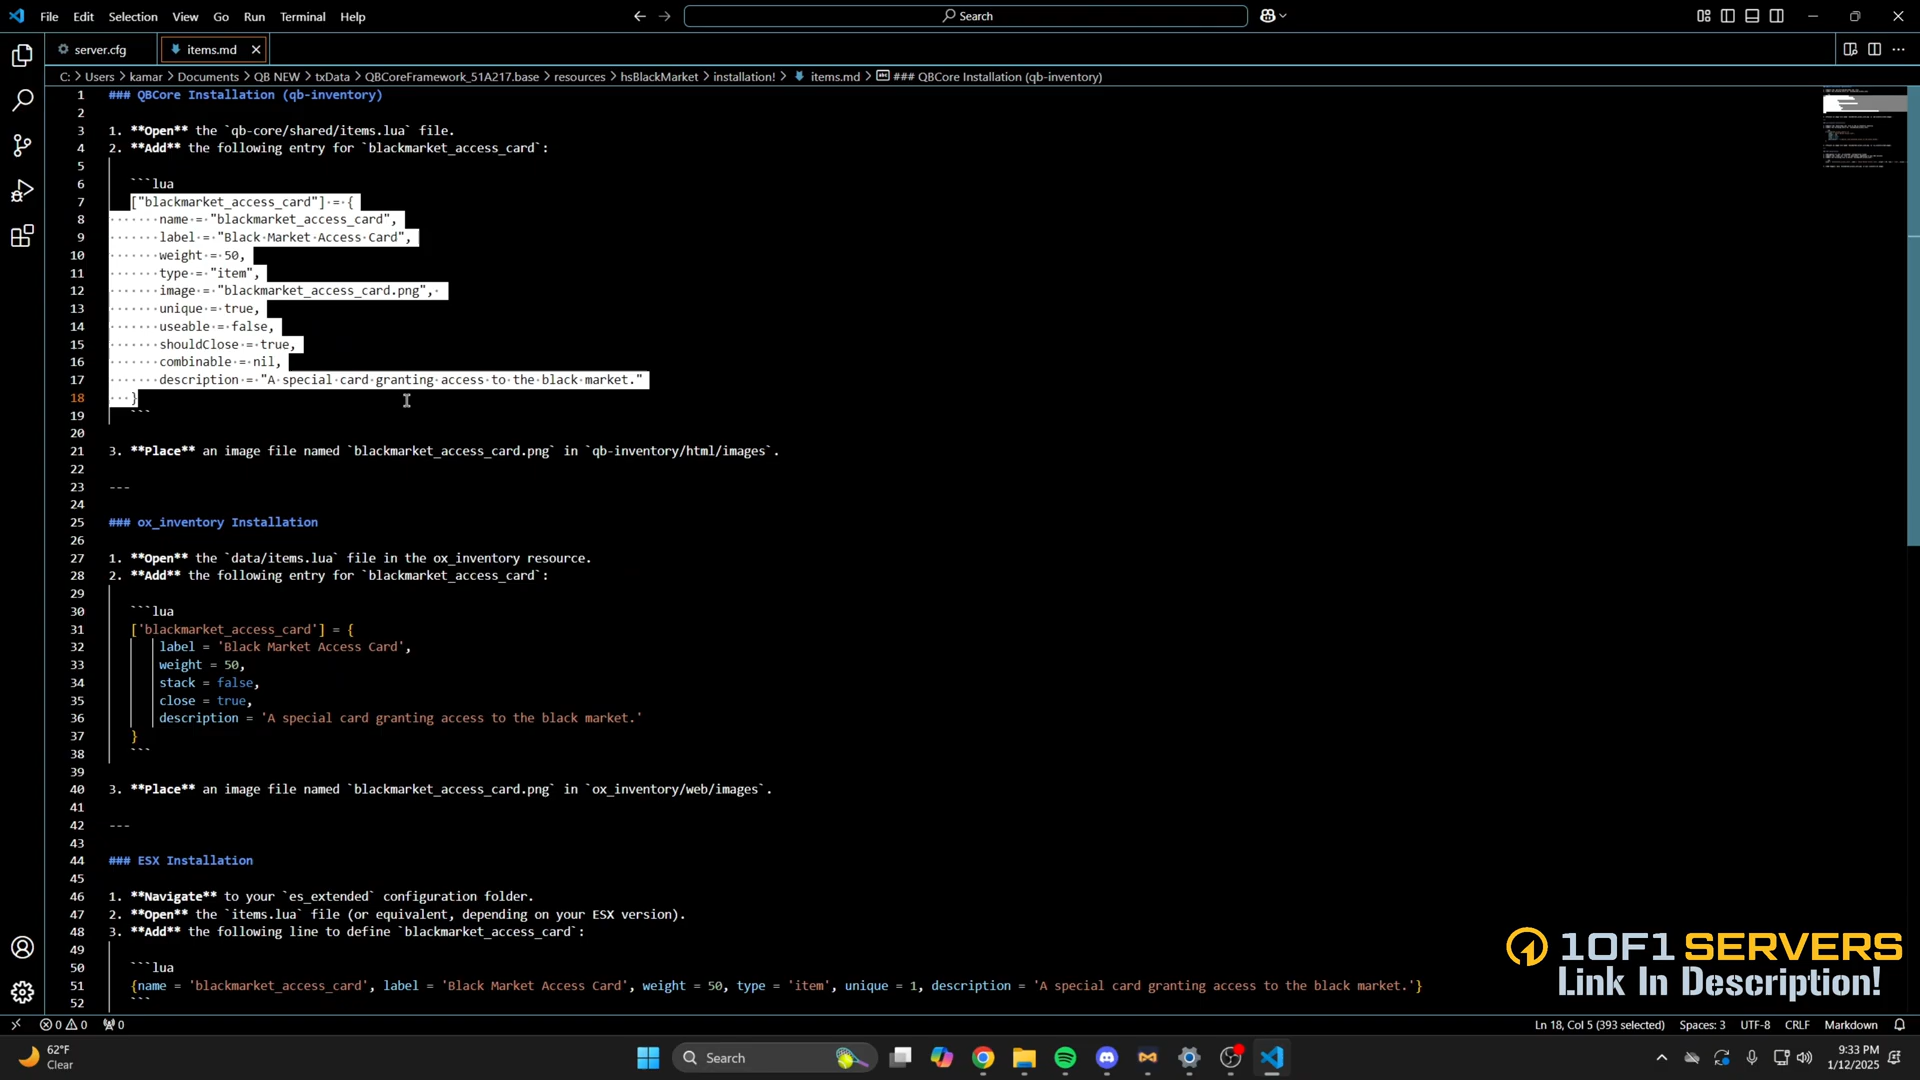 File Edit Selection View Go Run Terminal Help
Search
server.cfg items.md
C: > Users > kamar > Documents > QB NEW > txData > QBCoreFramework_51A217.base > resources > hsBlackMarket > installation! > items.md > ### QBCore Installation (qb-inventory)
1 ### QBCore Installation (qb-inventory)
2
3 1. **Open** the `qb-core/shared/items.lua` file.
4 2. **Add** the following entry for `blackmarket_access_card`:
5
6 ```lua
7 ["blackmarket_access_card"] = {
8 name = "blackmarket_access_card",
9 label = "Black Market Access Card",
10 weight = 50,
11 type = "item",
12 image = "blackmarket_access_card.png",
13 unique = true,
14 useable = false,
15 shouldClose = true,
16 combinable = nil,
17 description = "A special card granting access to the black market."
18 }
19 ```
20
21 3. **Place** an image file named `blackmarket_access_card.png` in `qb-inventory/html/images`.
22
23 ---
24
25 ### ox_inventory Installation
26
27 1. **Open** the `data/items.lua` file in the ox_inventory resource.
28 2. **Add** the following entry for `blackmarket_access_card`:
29
30 ```lua
31 ['blackmarket_access_card'] = {
32 label = 'Black Market Access Card',
33 weight = 50,
34 stack = false,
35 close = true,
36 description = 'A special card granting access to the black market.'
37 }
38 ```
39
40 3. **Place** an image file named `blackmarket_access_card.png` in `ox_inventory/web/images`.
41
42 ---
43
44 ### ESX Installation
45
46 1. **Navigate** to your `es_extended` configuration folder.
47 2. **Open** the `items.lua` file (or equivalent, depending on your ESX version).
48 3. **Add** the following line to define `blackmarket_access_card`:
49
50 ```lua
51 {name = 'blackmarket_access_card', label = 'Black Market Access Card', weight = 50, type = 'item', unique = 1, description = 'A special card granting access to the black market.'}
52 ```
1OF1 SERVERS
Link In Description!
0 0 0 Ln 18, Col 5 (393 selected) Spaces: 3 UTF-8 CRLF Markdown
62°F
Clear
Search
9:33 PM
1/12/2025